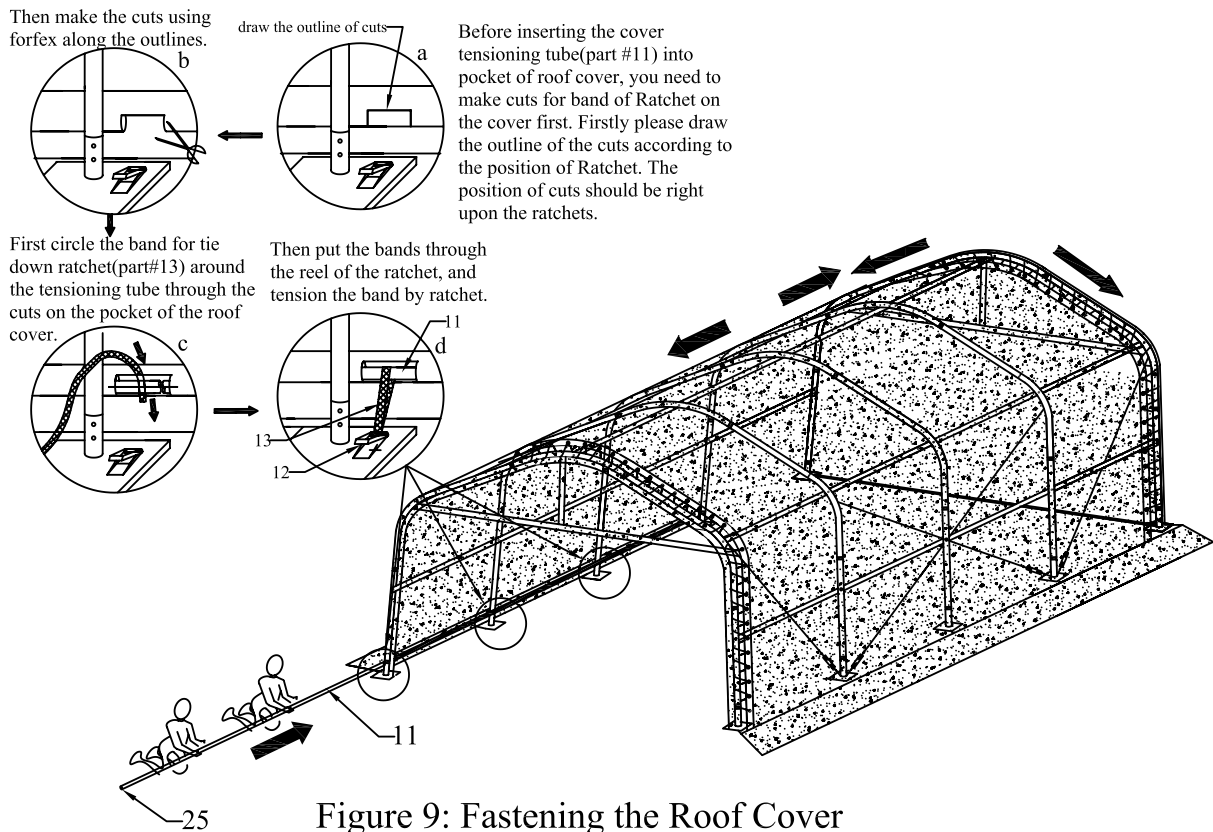 Then make the cuts using
forfex along the outlines.
b
draw the outline of cuts
a
Before inserting the cover
tensioning tube(part #11) into
pocket of roof cover, you need to
make cuts for band of Ratchet on
the cover first. Firstly please draw
the outline of the cuts according to
the position of Ratchet. The
position of cuts should be right
upon the ratchets.
First circle the band for tie
down ratchet(part#13) around
the tensioning tube through the
cuts on the pocket of the roof
cover.
c
Then put the bands through
the reel of the ratchet, and
tension the band by ratchet.
11
d
13
12
11
25
Figure 9: Fastening the Roof Cover